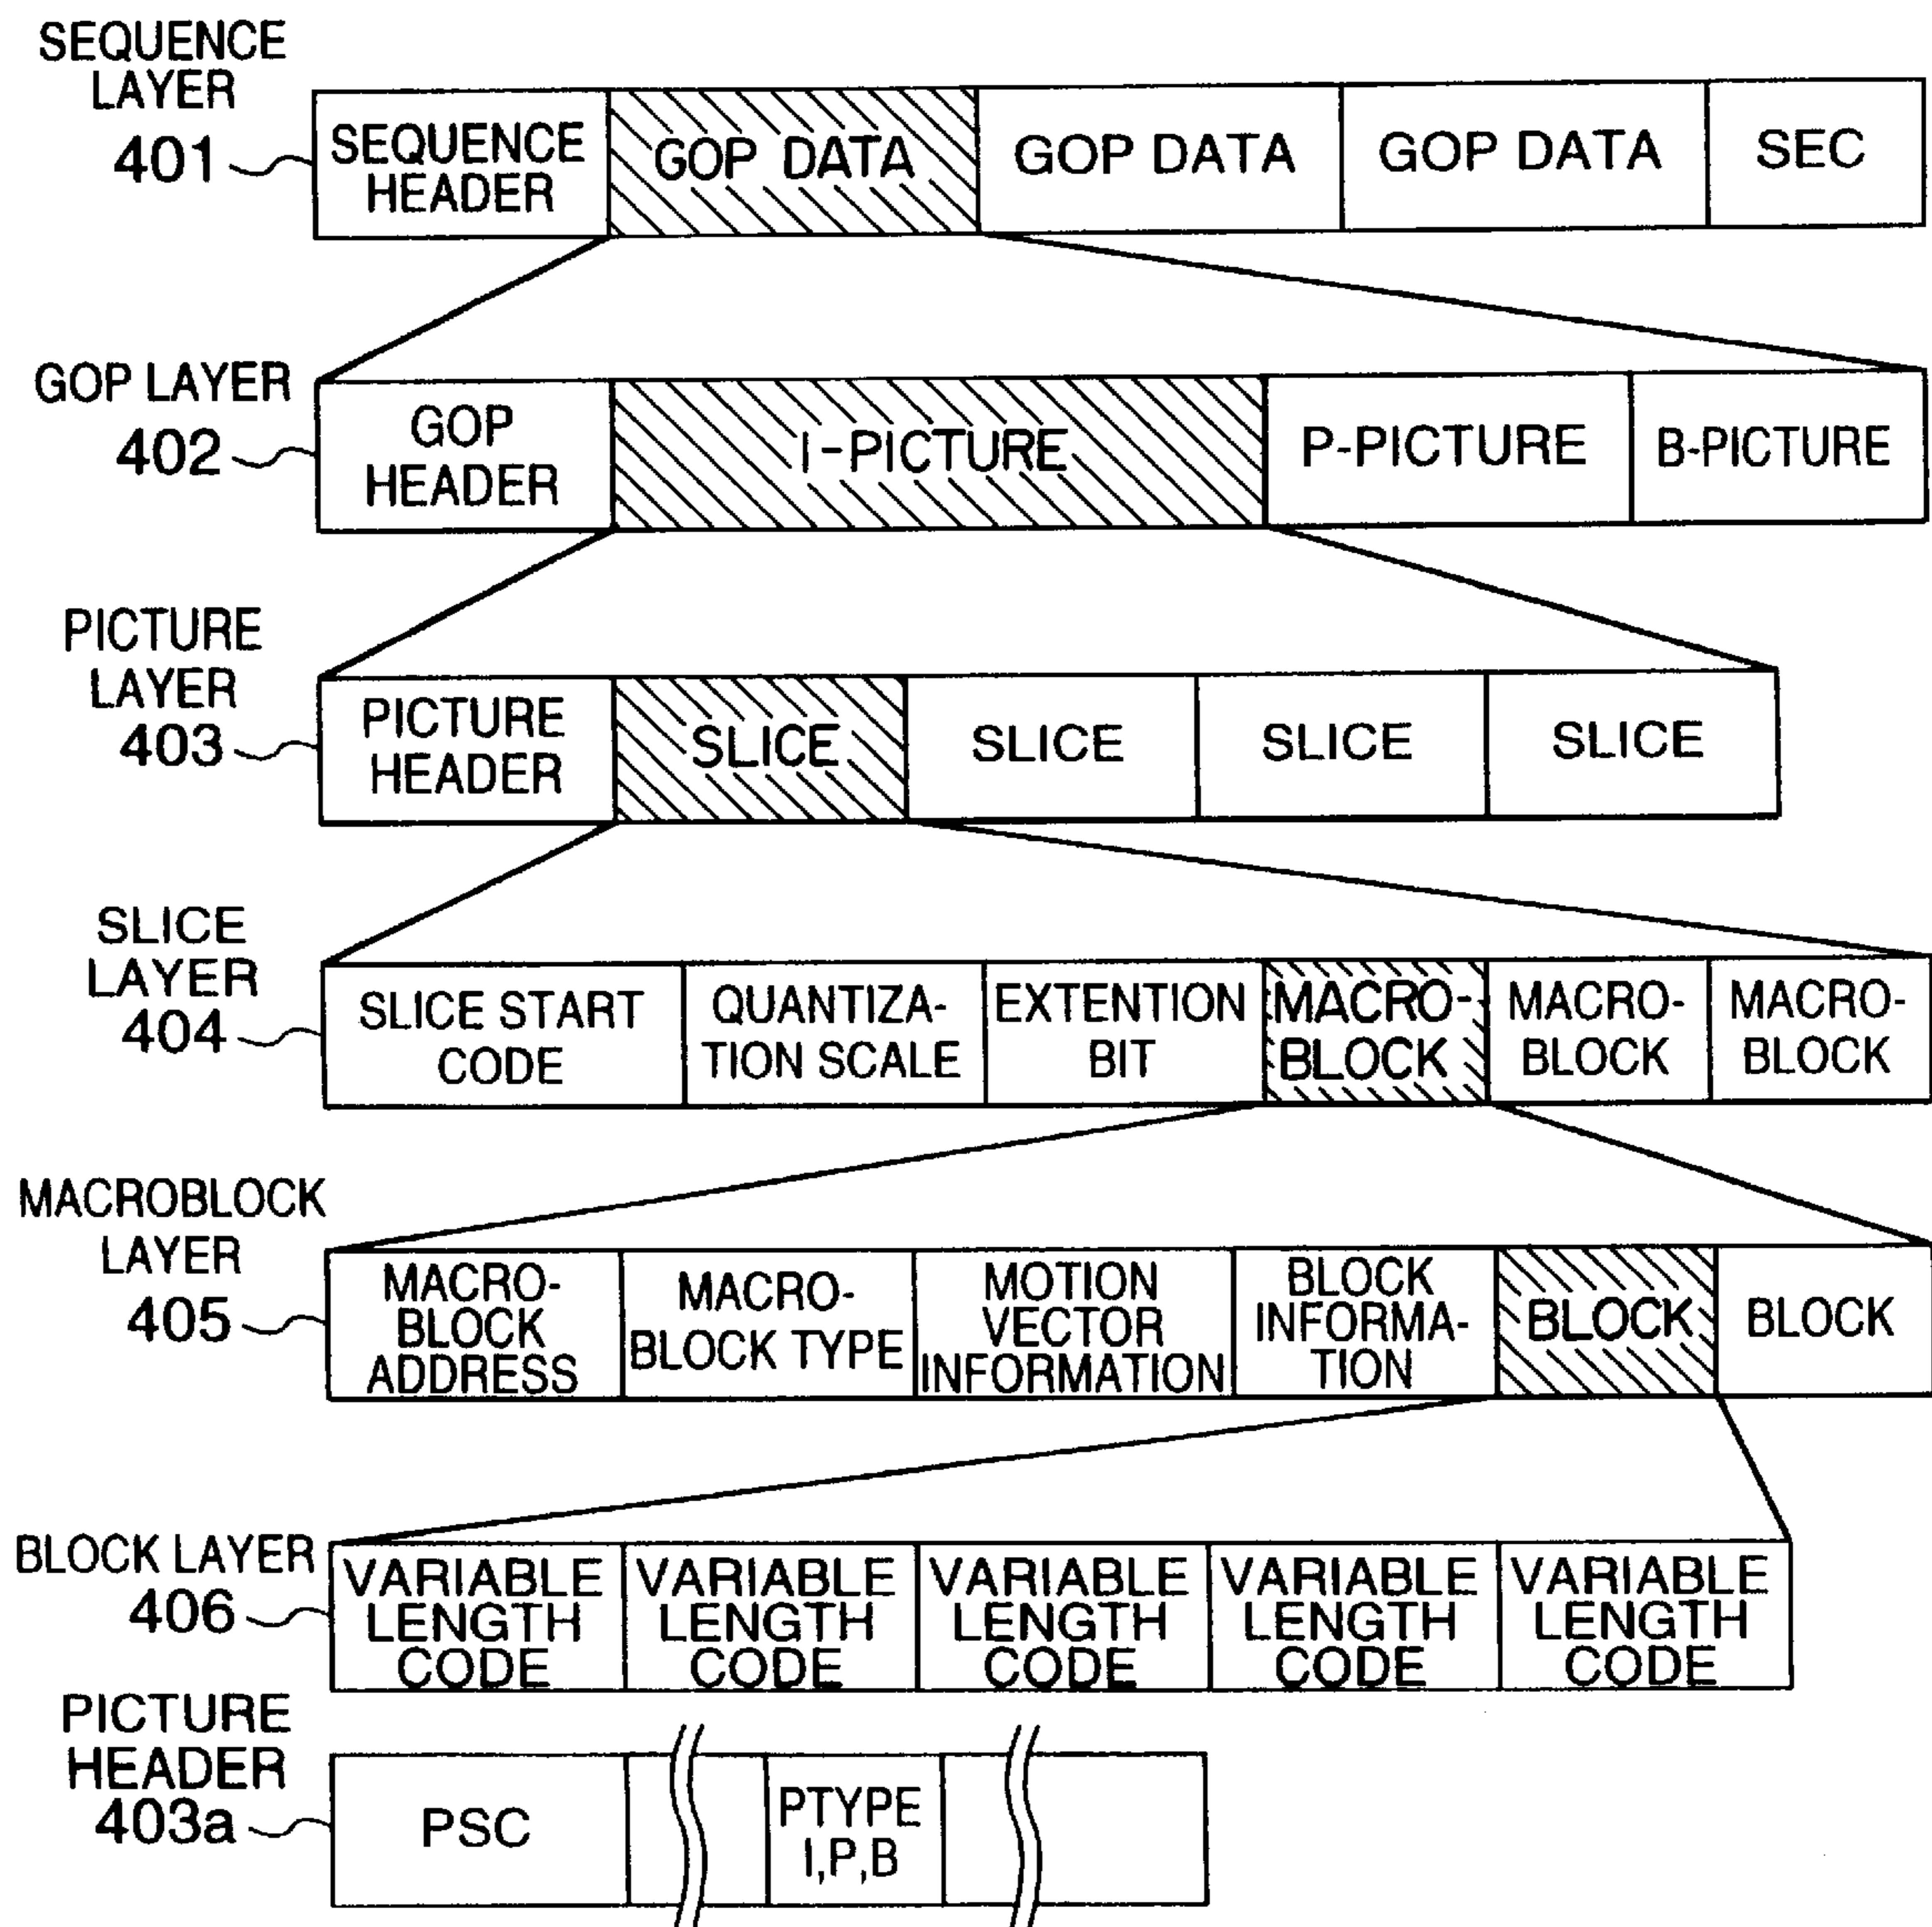 SEQUENCE
LAYER
401
SEQUENCE
HEADER
GOP DATA
GOP DATA
GOP DATA
SEC
GOP LAYER
402
GOP
HEADER
I-PICTURE
P-PICTURE
B-PICTURE
PICTURE
LAYER
403
PICTURE
HEADER
SLICE
SLICE
SLICE
SLICE
SLICE
LAYER
404
SLICE START
CODE
QUANTIZA-
TION SCALE
EXTENTION
BIT
MACRO-
BLOCK
MACRO-
BLOCK
MACRO-
BLOCK
MACROBLOCK
LAYER
405
MACRO-
BLOCK
ADDRESS
MACRO-
BLOCK TYPE
MOTION
VECTOR
INFORMATION
BLOCK
INFORMA-
TION
BLOCK
BLOCK
BLOCK LAYER
406
VARIABLE
LENGTH
CODE
VARIABLE
LENGTH
CODE
VARIABLE
LENGTH
CODE
VARIABLE
LENGTH
CODE
VARIABLE
LENGTH
CODE
PICTURE
HEADER
403a
PSC
PTYPE
I,P,B